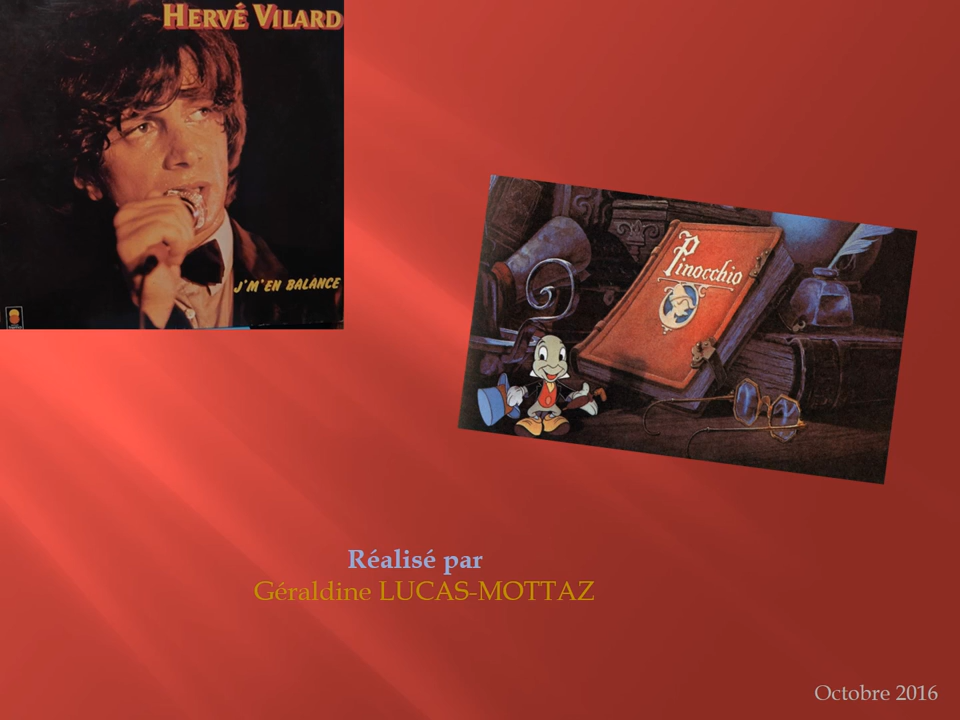 HERVÉ VILARD
J'M'EN BALANCE
Pinocchio
Réalisé par
Géraldine LUCAS-MOTTAZ
Octobre 2016